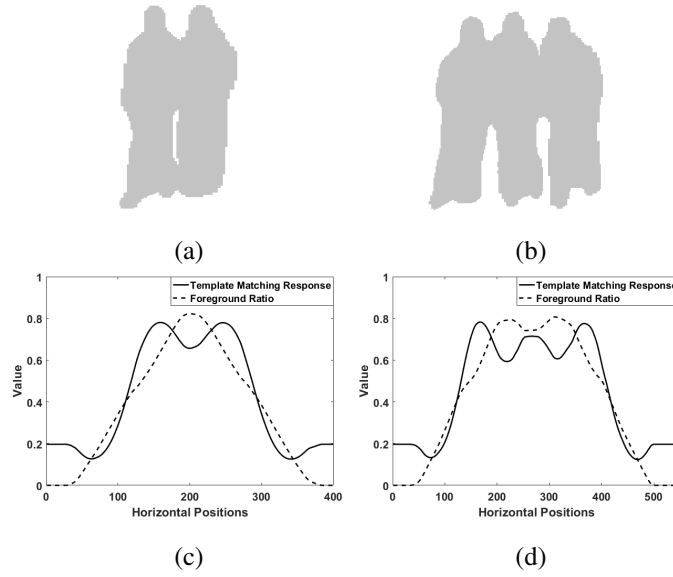 (a) (b)
Template Matching Response
Foreground Ratio
1
0.8
0.6
0.4
0.2
0
Value
0 100 200 300 400
Horizontal Positions
Template Matching Response
Foreground Ratio
1
0.8
0.6
0.4
0.2
0
Value
0 100 200 300 400 500
Horizontal Positions
(c) (d)